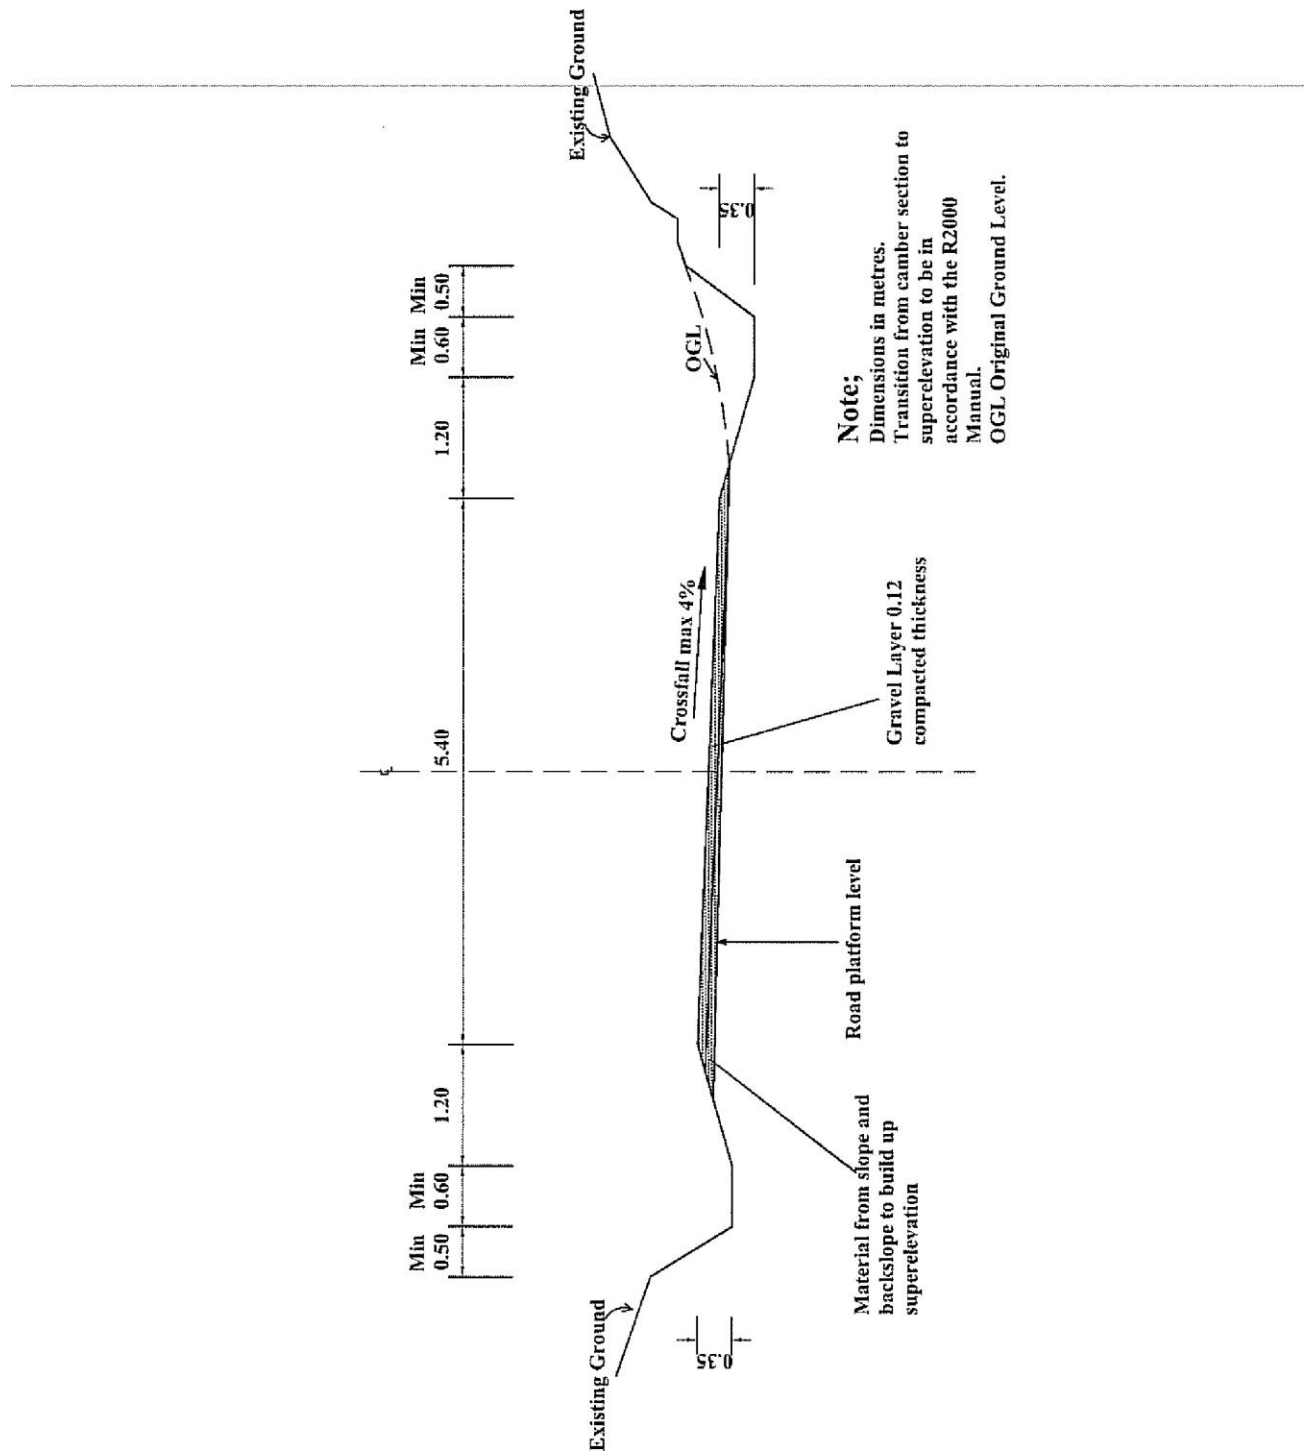 Existing Ground
Min
0.50
Min
0.60
1.20
5.40
1.20
Min
0.60
Min
0.50
Existing Ground
OGL
Crossfall max 4%
0.35
0.35
Material from slope and
backslope to build up
superelevation
Road platform level
Gravel Layer 0.12
compacted thickness
Note;
Dimensions in metres.
Transition from camber section to
superelevation to be in
accordance with the R2000
Manual.
OGL Original Ground Level.